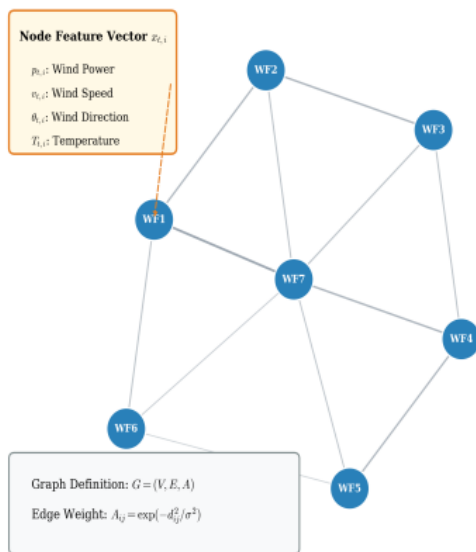 Node Feature Vector x_{t,i}
p_{t,i}: Wind Power
v_{t,i}: Wind Speed
θ_{t,i}: Wind Direction
T_{t,i}: Temperature
WF2
WF3
WF1
WF7
WF4
WF6
WF5
Graph Definition: G = (V, E, A)
Edge Weight: A_{ij} = exp(−d_{ij}^2/σ^2)